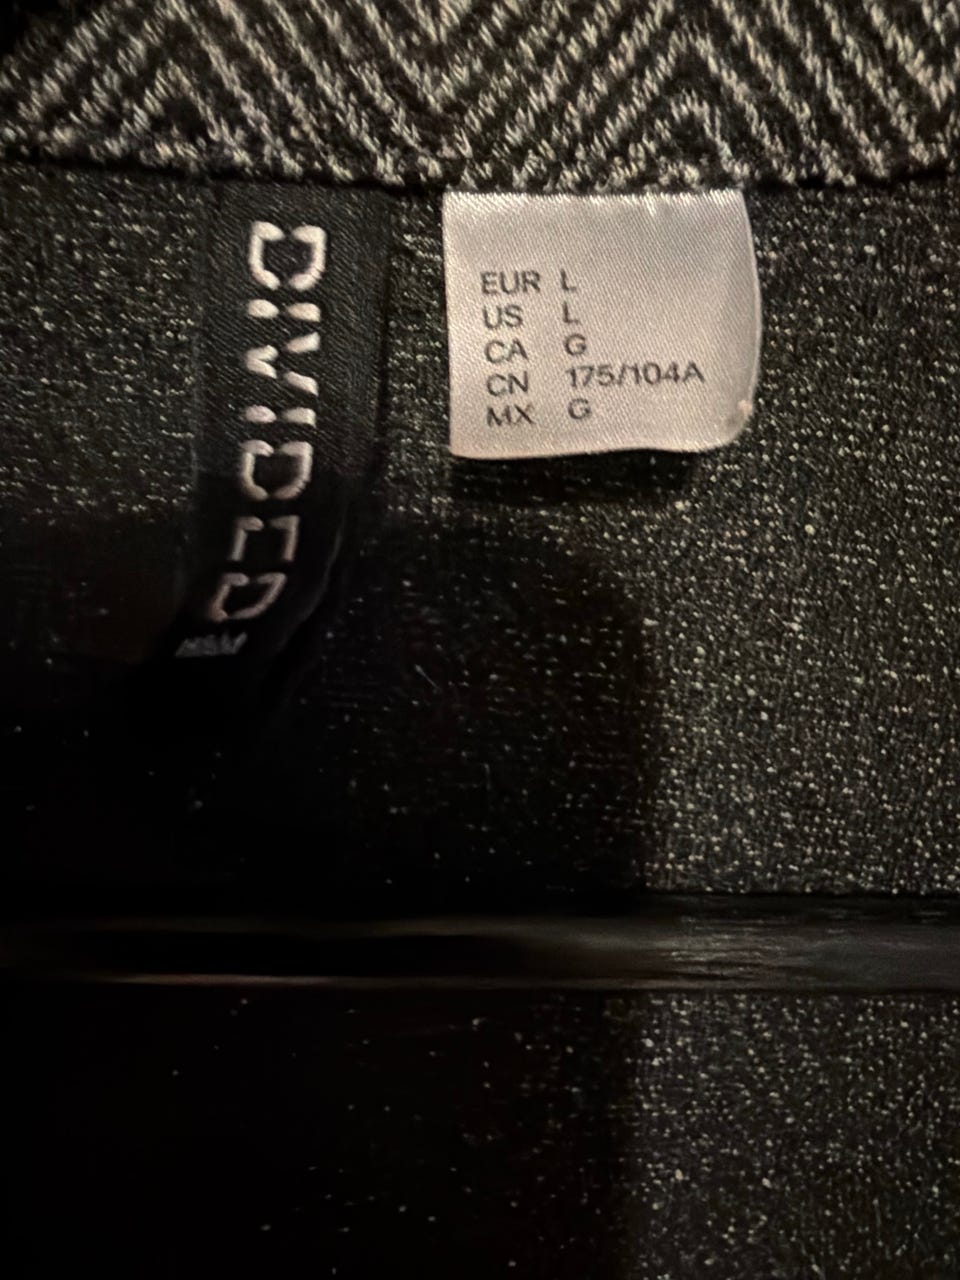 DIVIDED
H&M
EUR L
US L
CA G
CN 175/104A
MX G